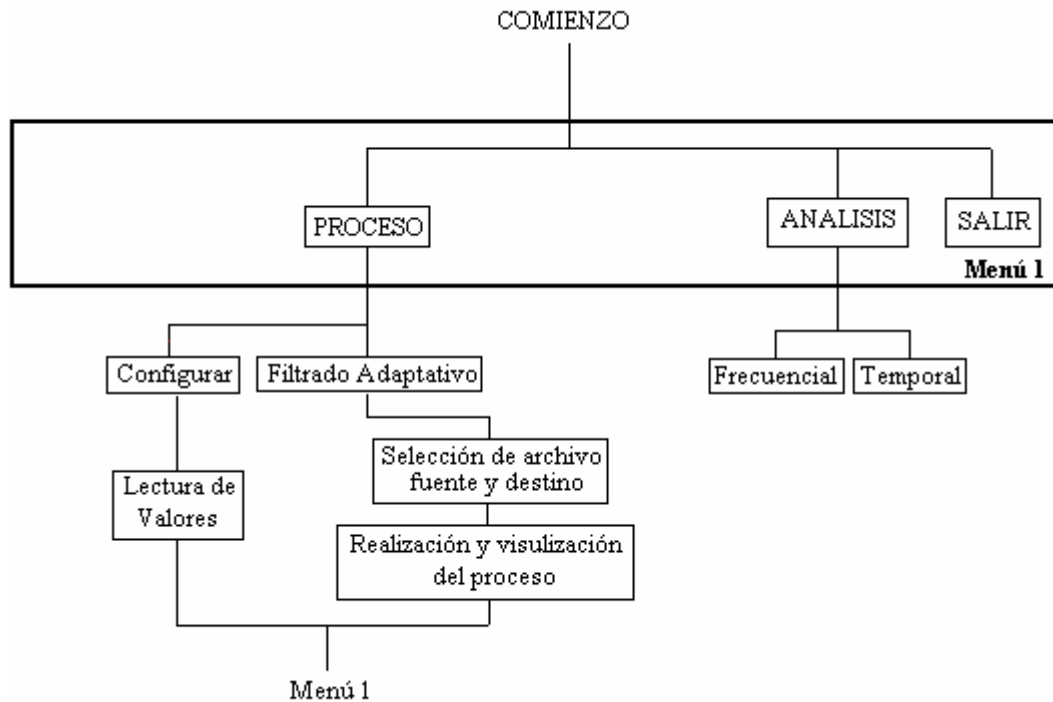 COMIENZO
PROCESO
ANALISIS
SALIR
Menú 1
Configurar
Filtrado Adaptativo
Frecuencial
Temporal
Selección de archivo
fuente y destino
Lectura de
Valores
Realización y visulización
del proceso
Menú 1